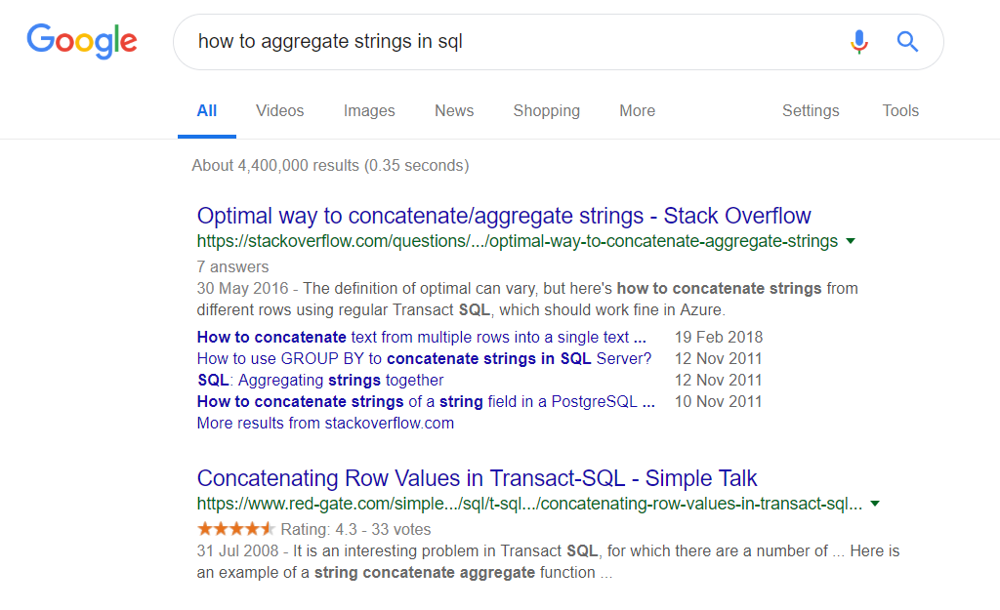 Google
how to aggregate strings in sql
All Videos Images News Shopping More Settings Tools
About 4,400,000 results (0.35 seconds)
Optimal way to concatenate/aggregate strings - Stack Overflow
https://stackoverflow.com/questions/.../optimal-way-to-concatenate-aggregate-strings
7 answers
30 May 2016 - The definition of optimal can vary, but here's how to concatenate strings from
different rows using regular Transact SQL, which should work fine in Azure.
How to concatenate text from multiple rows into a single text ... 19 Feb 2018
How to use GROUP BY to concatenate strings in SQL Server? 12 Nov 2011
SQL: Aggregating strings together 12 Nov 2011
How to concatenate strings of a string field in a PostgreSQL ... 10 Nov 2011
More results from stackoverflow.com
Concatenating Row Values in Transact-SQL - Simple Talk
https://www.red-gate.com/simple.../sql/t-sql.../concatenating-row-values-in-transact-sql...
Rating: 4.3 - 33 votes
31 Jul 2008 - It is an interesting problem in Transact SQL, for which there are a number of ... Here is
an example of a string concatenate aggregate function ...